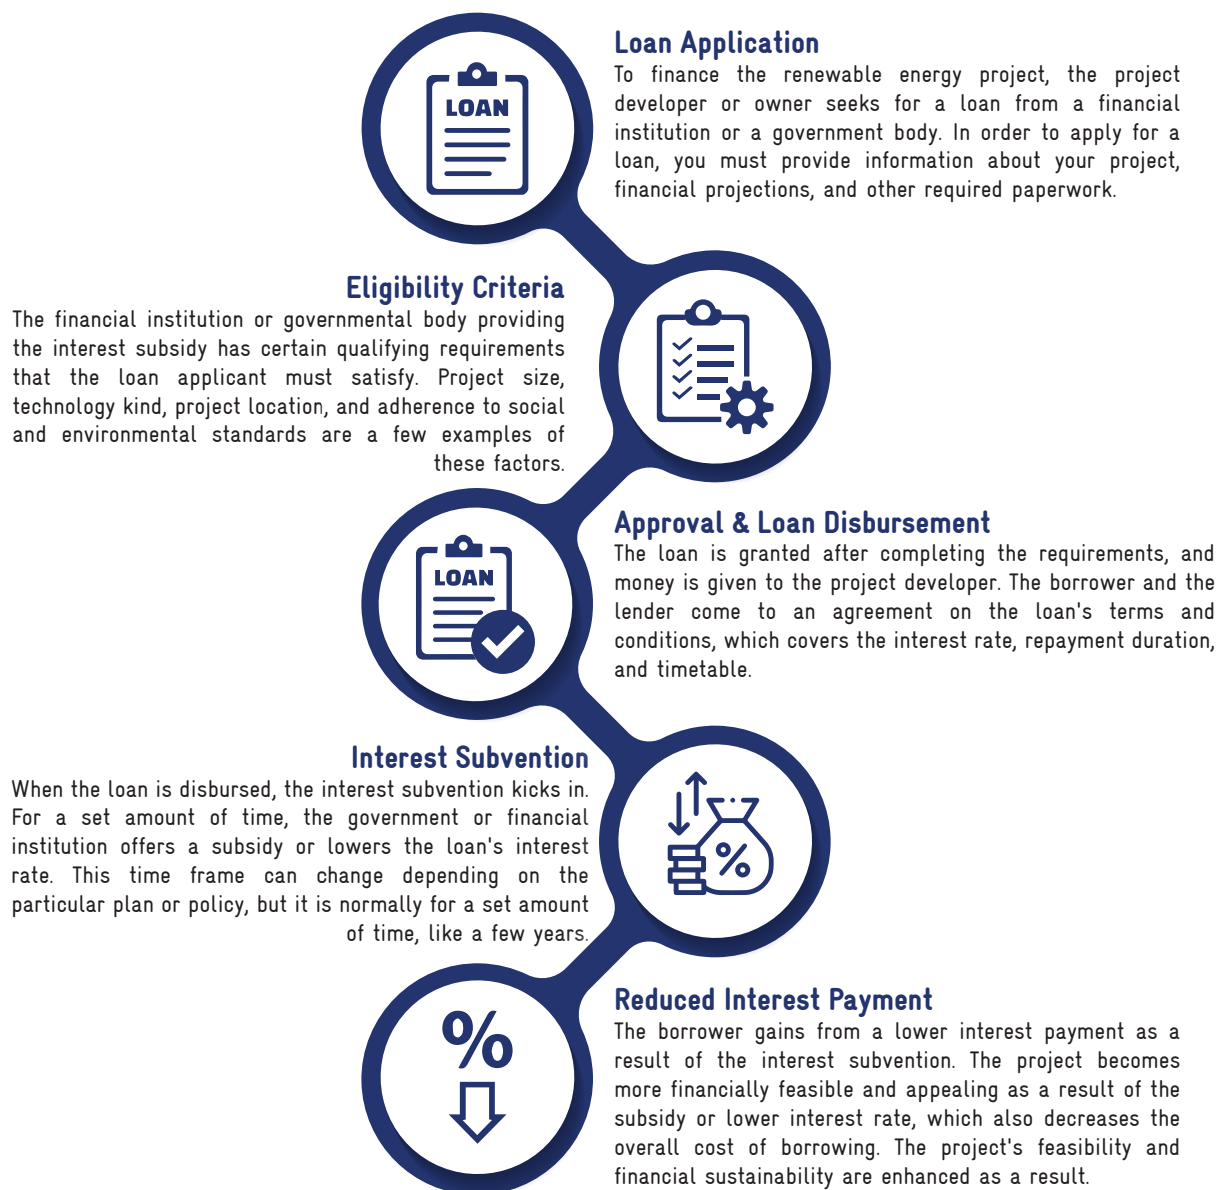 LOAN
Loan Application
To finance the renewable energy project, the project
developer or owner seeks for a loan from a financial
institution or a government body. In order to apply for a
loan, you must provide information about your project,
financial projections, and other required paperwork.
Eligibility Criteria
The financial institution or governmental body providing
the interest subsidy has certain qualifying requirements
that the loan applicant must satisfy. Project size,
technology kind, project location, and adherence to social
and environmental standards are a few examples of
these factors.
LOAN
Approval & Loan Disbursement
The loan is granted after completing the requirements, and
money is given to the project developer. The borrower and the
lender come to an agreement on the loan's terms and
conditions, which covers the interest rate, repayment duration,
and timetable.
Interest Subvention
When the loan is disbursed, the interest subvention kicks in.
For a set amount of time, the government or financial
institution offers a subsidy or lowers the loan's interest
rate. This time frame can change depending on the
particular plan or policy, but it is normally for a set amount
of time, like a few years.
%
%
Reduced Interest Payment
The borrower gains from a lower interest payment as a
result of the interest subvention. The project becomes
more financially feasible and appealing as a result of the
subsidy or lower interest rate, which also decreases the
overall cost of borrowing. The project's feasibility and
financial sustainability are enhanced as a result.